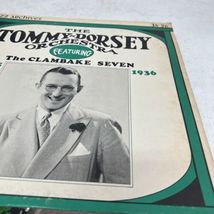 THE
TOMMY-DORSEY
ORCHESTRA
FEATURING
The CLAMBAKE SEVEN
1936